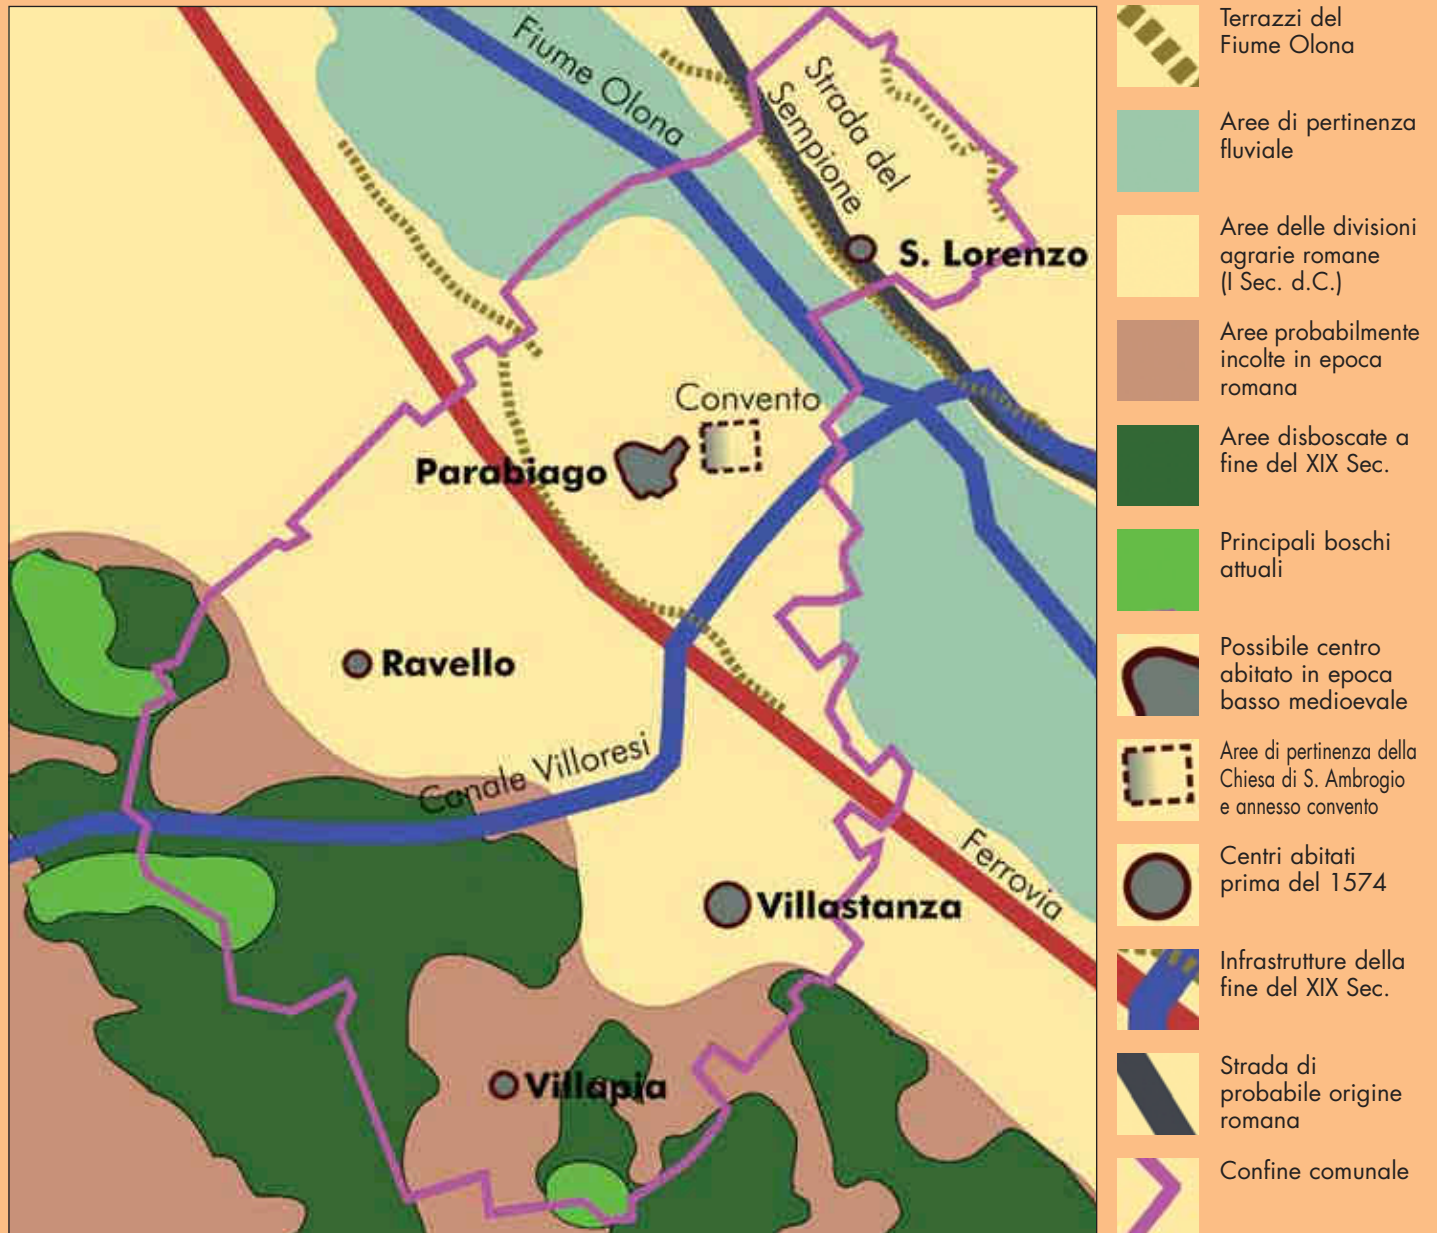 Fiume Olona
Strada del
Sempione
S. Lorenzo
Convento
Parabiago
Ravello
Canale Villoresi
Ferrovia
Villastanza
Villapia
Terrazzi del
Fiume Olona
Aree di pertinenza
fluviale
Aree delle divisioni
agrarie romane
(I Sec. d.C.)
Aree probabilmente
incolte in epoca
romana
Aree disboscate a
fine del XIX Sec.
Principali boschi
attuali
Possibile centro
abitato in epoca
basso medioevale
Aree di pertinenza della
Chiesa di S. Ambrogio
e annesso convento
Centri abitati
prima del 1574
Infrastrutture della
fine del XIX Sec.
Strada di
probabile origine
romana
Confine comunale